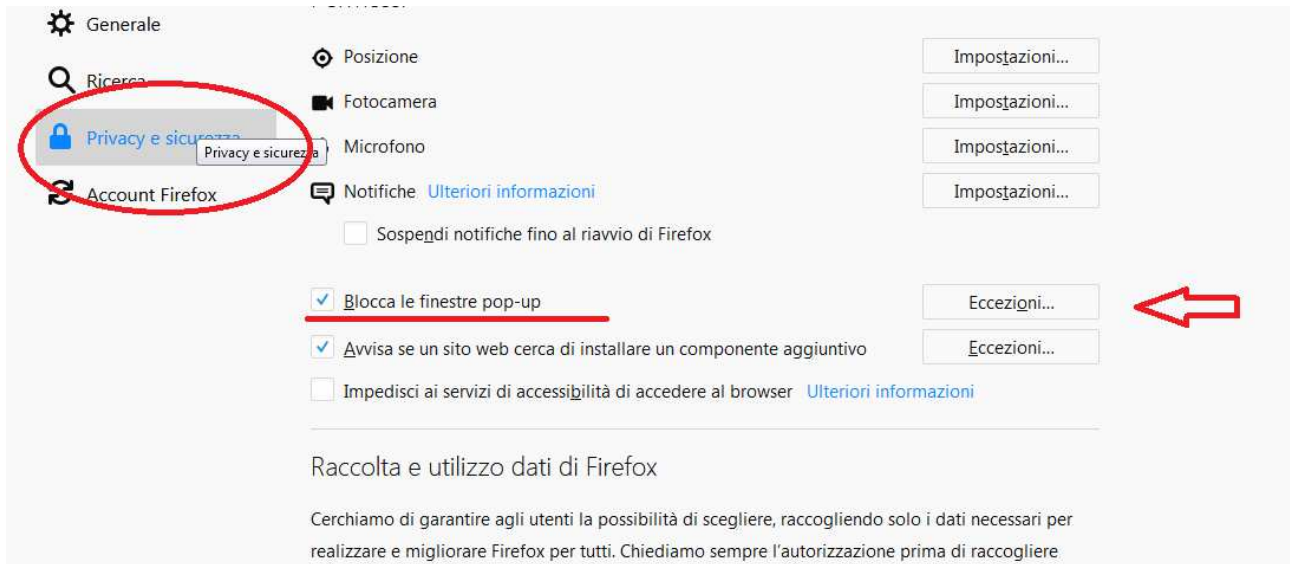 Generale
Ricerca
Privacy e sicurezza
Privacy e sicurezza
Account Firefox
Posizione Impostazioni...
Fotocamera Impostazioni...
Microfono Impostazioni...
Notifiche Ulteriori informazioni Impostazioni...
Sospendi notifiche fino al riavvio di Firefox
Blocca le finestre pop-up Eccezioni...
Avvisa se un sito web cerca di installare un componente aggiuntivo Eccezioni...
Impedisci ai servizi di accessibilità di accedere al browser Ulteriori informazioni
Raccolta e utilizzo dati di Firefox
Cerchiamo di garantire agli utenti la possibilità di scegliere, raccogliendo solo i dati necessari per
realizzare e migliorare Firefox per tutti. Chiediamo sempre l'autorizzazione prima di raccogliere